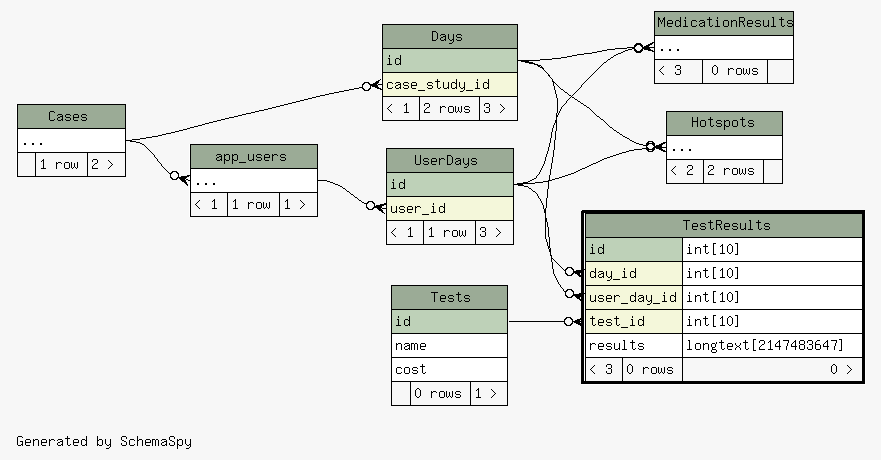 MedicationResults
...
< 3 0 rows
Days
id
case_study_id
< 1 2 rows 3 >
Cases
...
1 row 2 >
Hotspots
...
< 2 2 rows
app_users
...
< 1 1 row 1 >
UserDays
id
user_id
< 1 1 row 3 >
TestResults
id int[10]
day_id int[10]
user_day_id int[10]
test_id int[10]
results longtext[2147483647]
< 3 0 rows 0 >
Tests
id
name
cost
0 rows 1 >
Generated by SchemaSpy